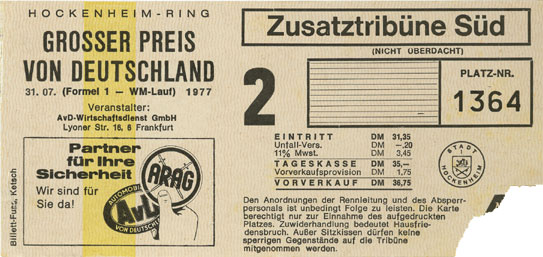 HOCKENHEIM-RING
GROSSER PREIS
VON DEUTSCHLAND
31. 07. (Formel 1 — WM-Lauf) 1977
Veranstalter:
AvD-Wirtschaftsdienst GmbH
Lyoner Str. 16, 6 Frankfurt
Partner
für Ihre
Sicherheit
Wir sind für
Sie da!
ARAG
AUTOMOBIL
AvD
VON DEUTSCHLAND
Ketsch
Zusatztribüne Süd
(NICHT ÜBERDACHT)
2
PLATZ-NR.
1364
EINTRITT DM 31,35
Unfall-Vers. DM -.20
11% Mwst. DM 3,45
TAGESKASSE DM 35,—
Vorverkaufsprovision DM 1,75
VORVERKAUF DM 36,75
STADT
HOCKENHEIM
Den Anordnungen der Rennleitung und des Absperr-
personals ist unbedingt Folge zu leisten. Die Karte
berechtigt nur zur Einnahme des aufgedruckten
Platzes. Zuwiderhandlung bedeutet Hausfrie-
densbruch. Außer Sitzkissen dürfen keine
sperrigen Gegenstände auf die Tribüne
mitgenommen werden.